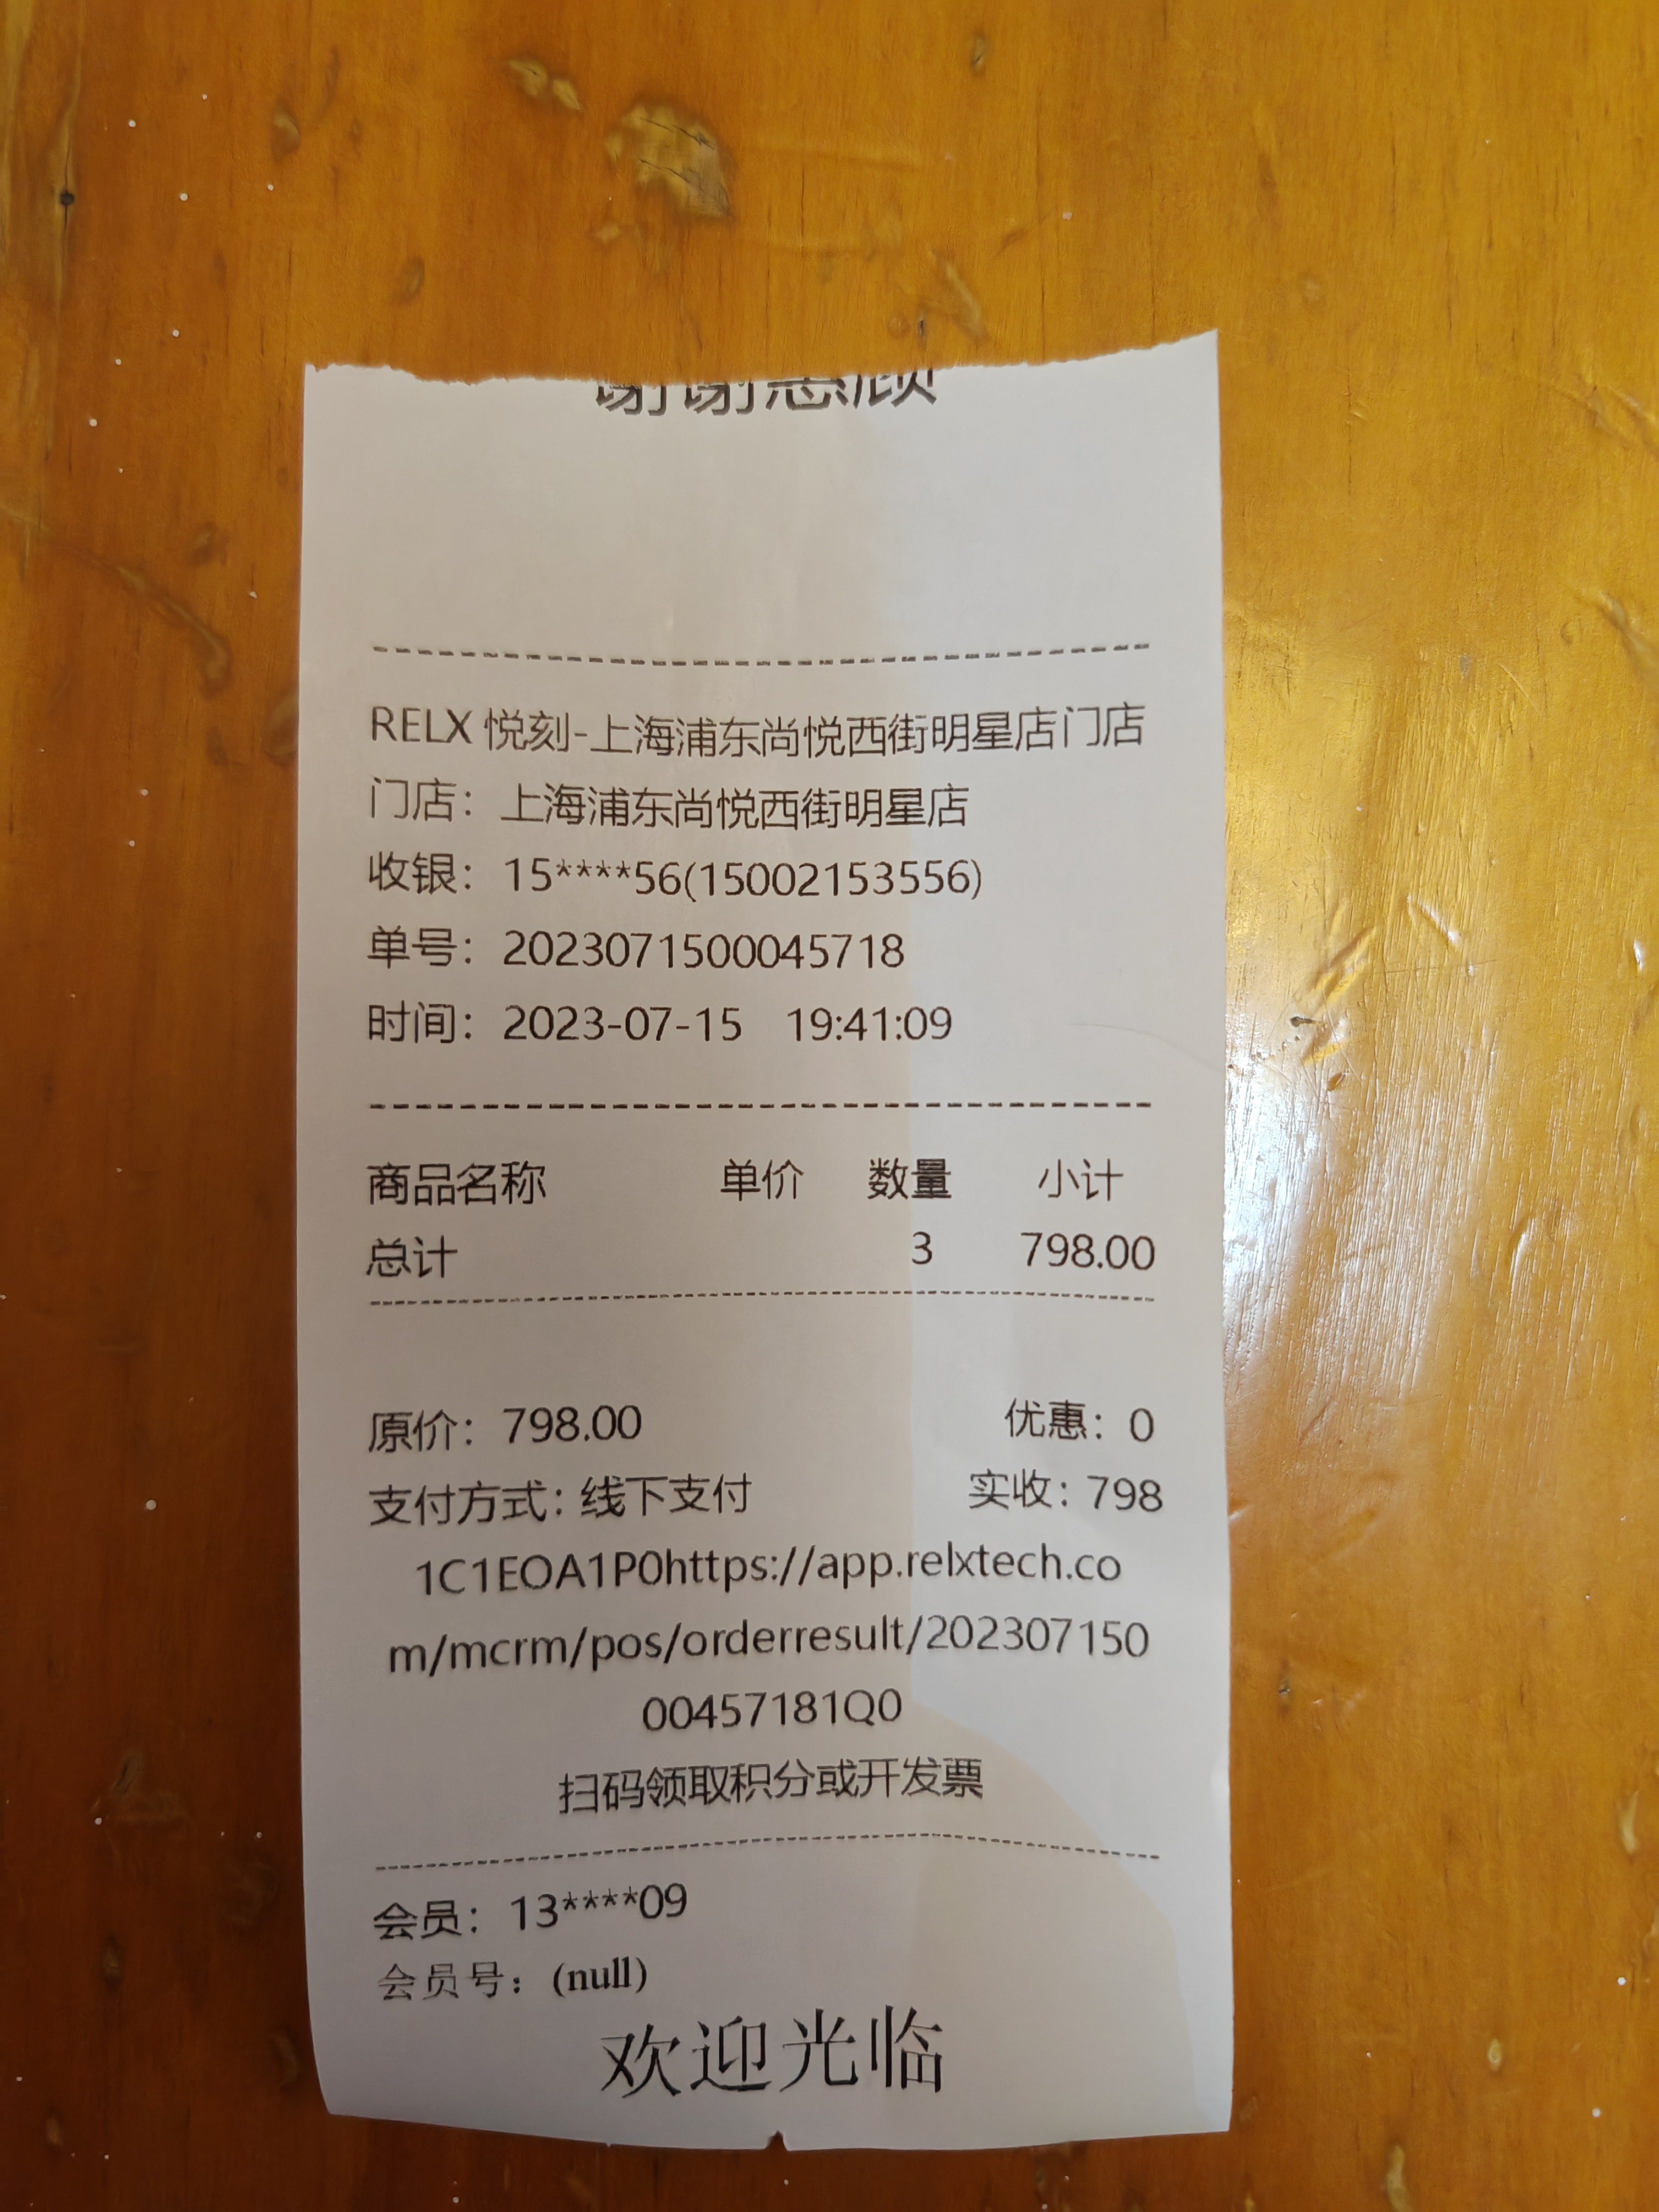 谢谢惠顾
RELX 悦刻-上海浦东尚悦西街明星店门店
门店：上海浦东尚悦西街明星店
收银：15****56(15002153556)
单号：2023071500045718
时间：2023-07-15 19:41:09
商品名称 单价 数量 小计
总计 3 798.00
原价：798.00 优惠：0
支付方式：线下支付 实收：798
1C1EOA1P0https://app.relxtech.co
m/mcrm/pos/orderresult/202307150
00457181Q0
扫码领取积分或开发票
会员：13****09
会员号：(null)
欢迎光临